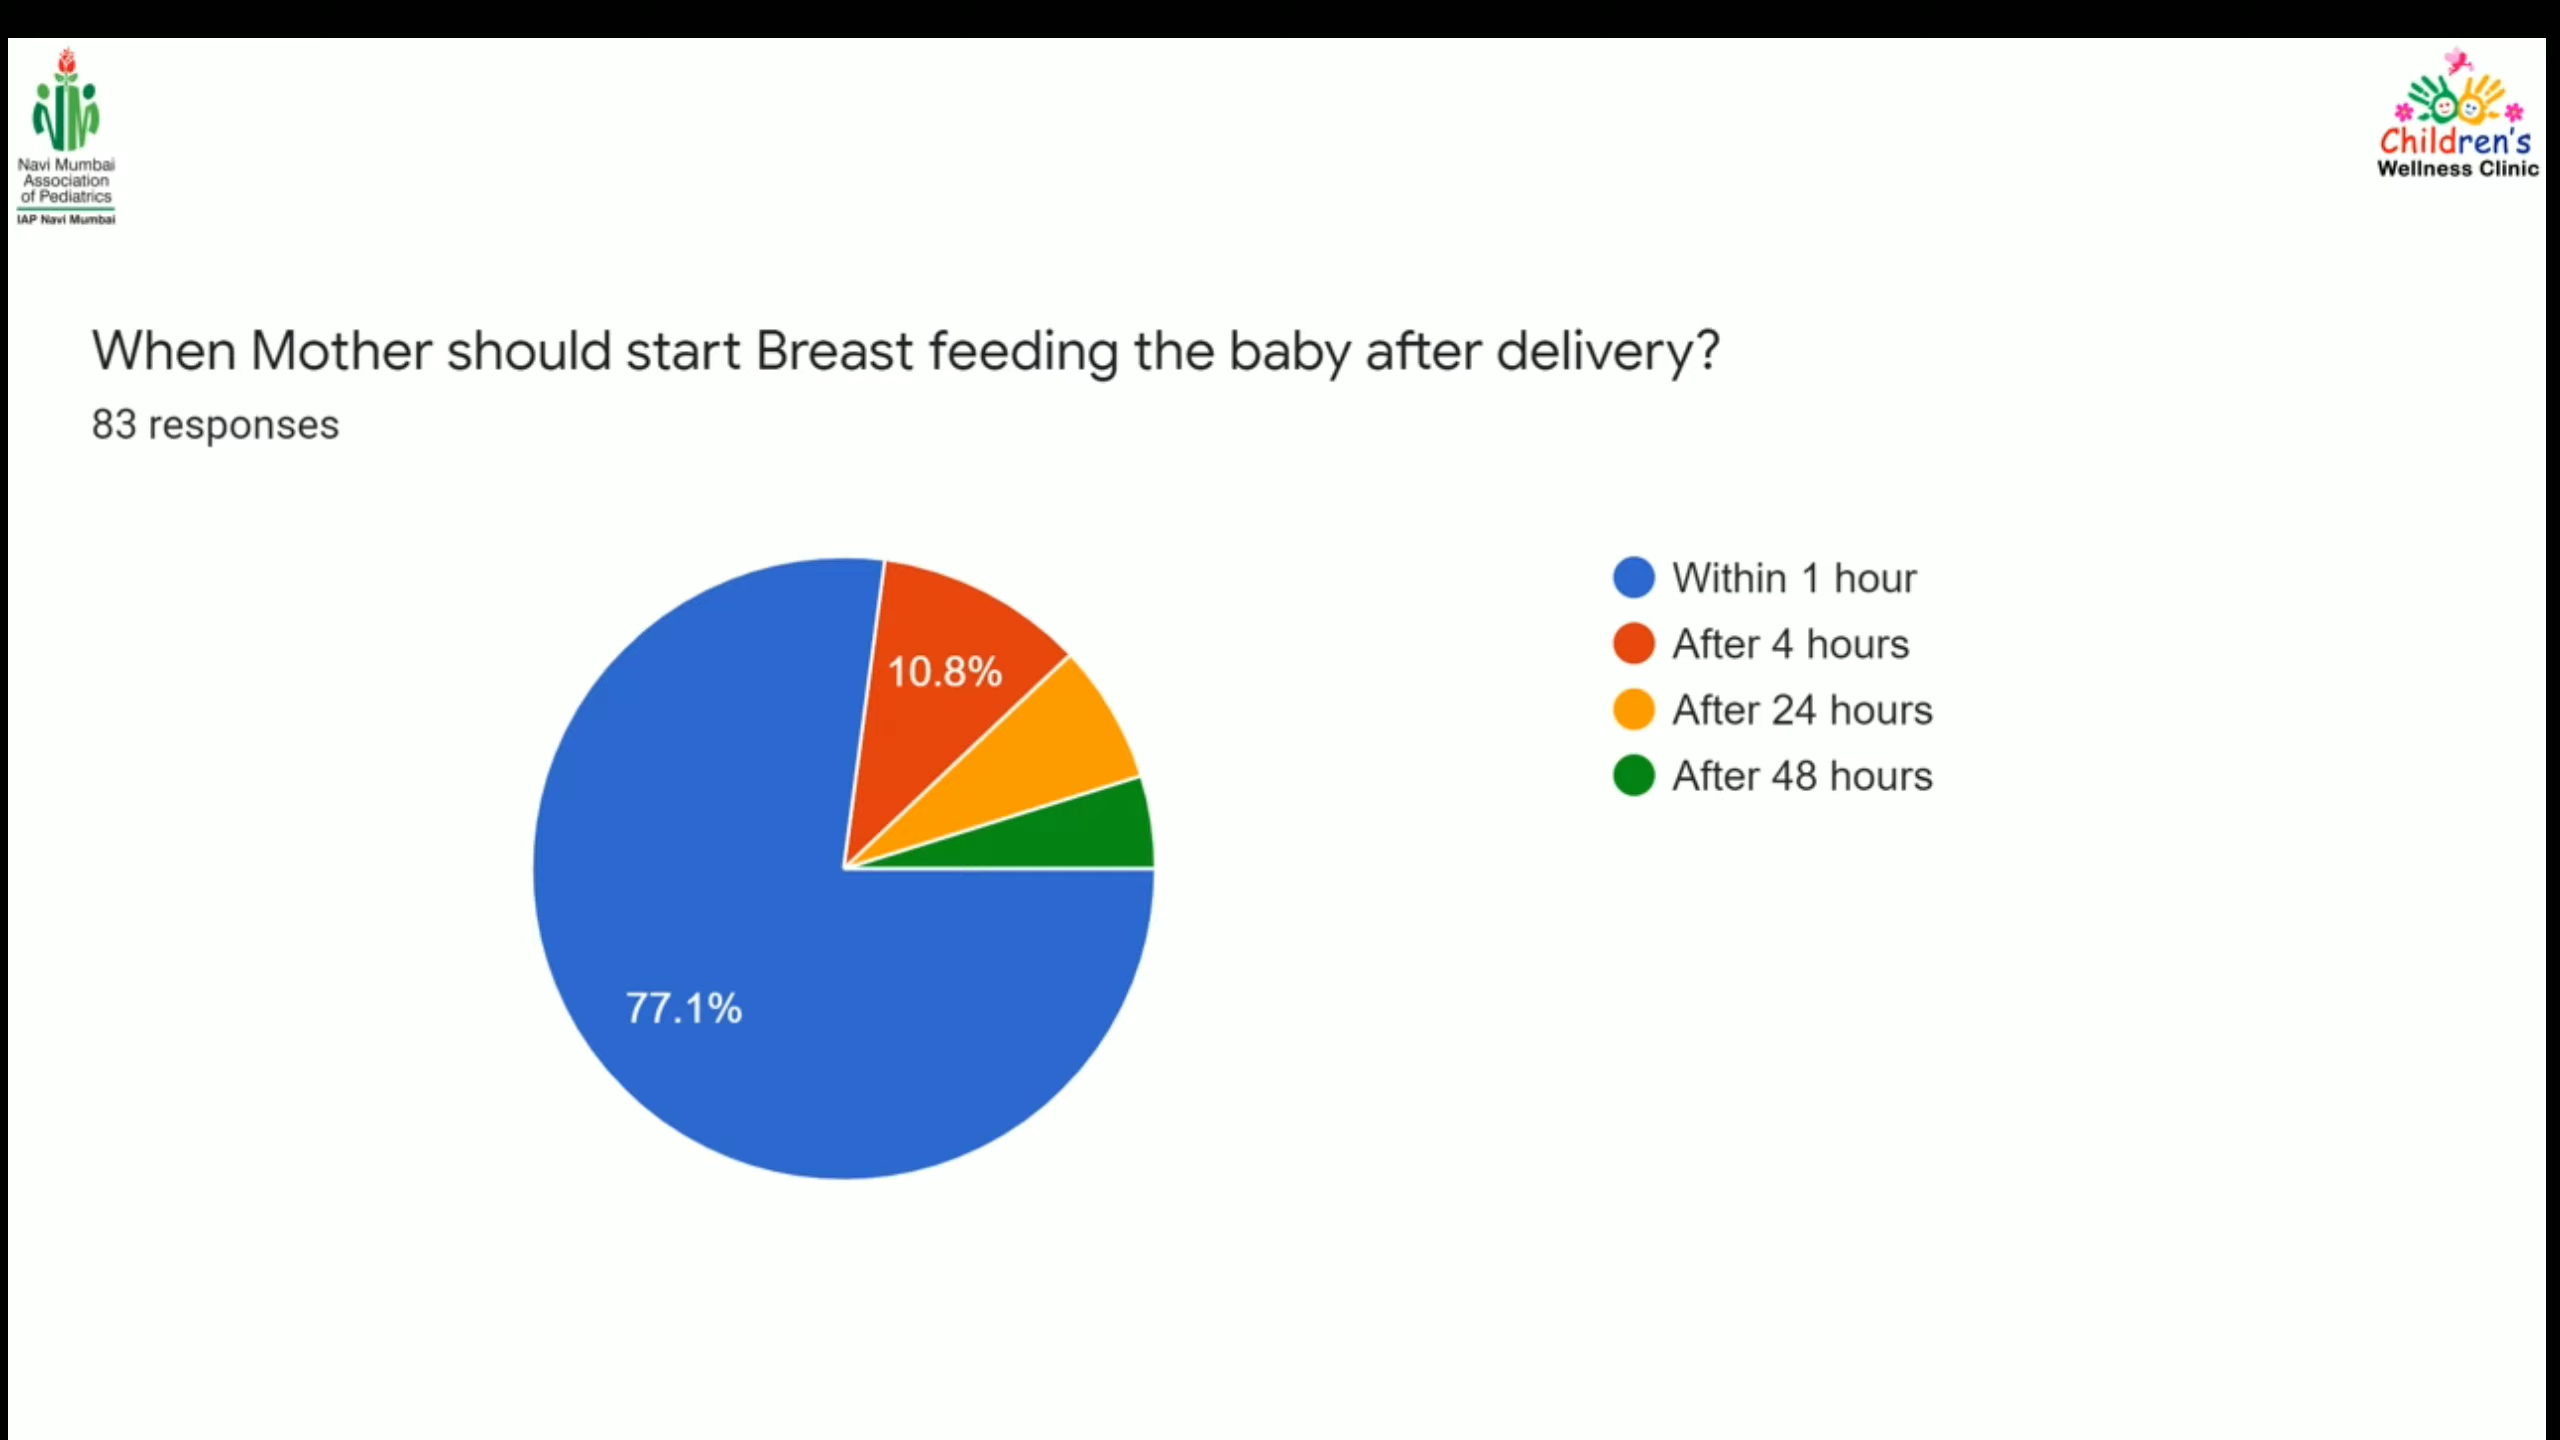 Navi Mumbai
Association
of Pediatrics
IAP Navi Mumbai
Children's
Wellness Clinic
When Mother should start Breast feeding the baby after delivery?
83 responses
10.8%
77.1%
Within 1 hour
After 4 hours
After 24 hours
After 48 hours